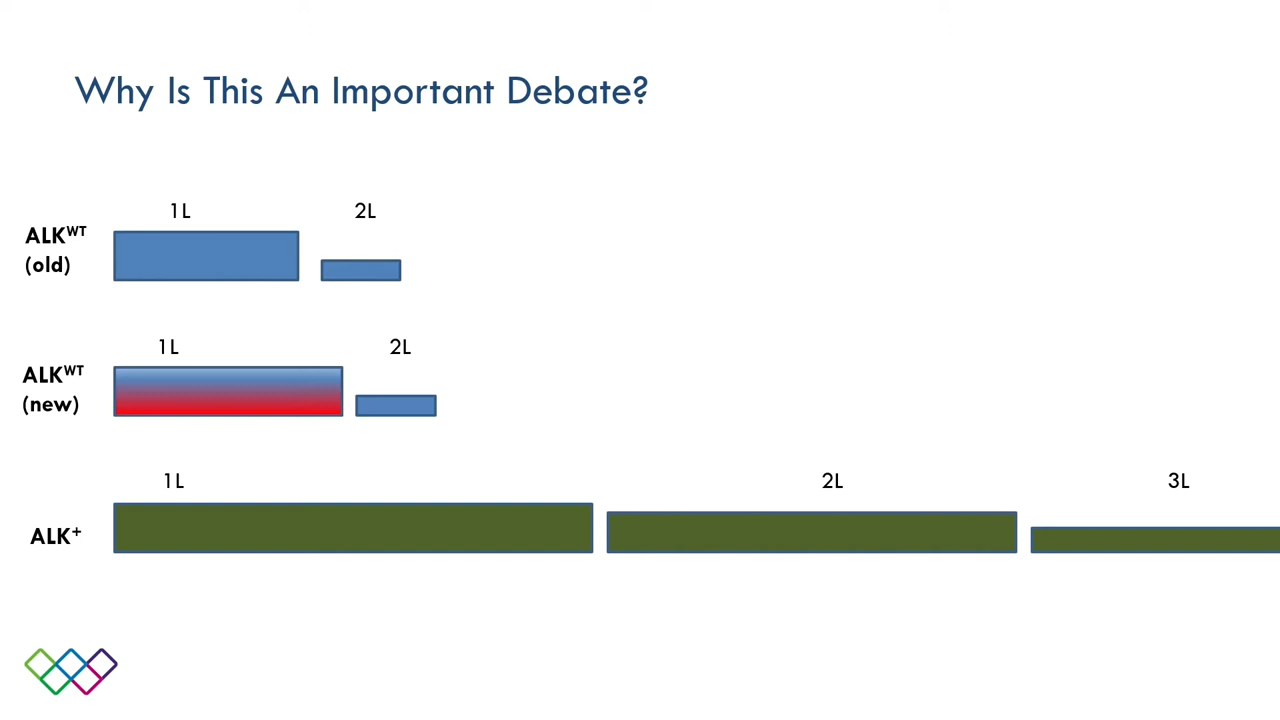 Why Is This An Important Debate?
1L 2L
ALKᵂᵀ
(old)
1L 2L
ALKᵂᵀ
(new)
1L 2L 3L
ALK⁺